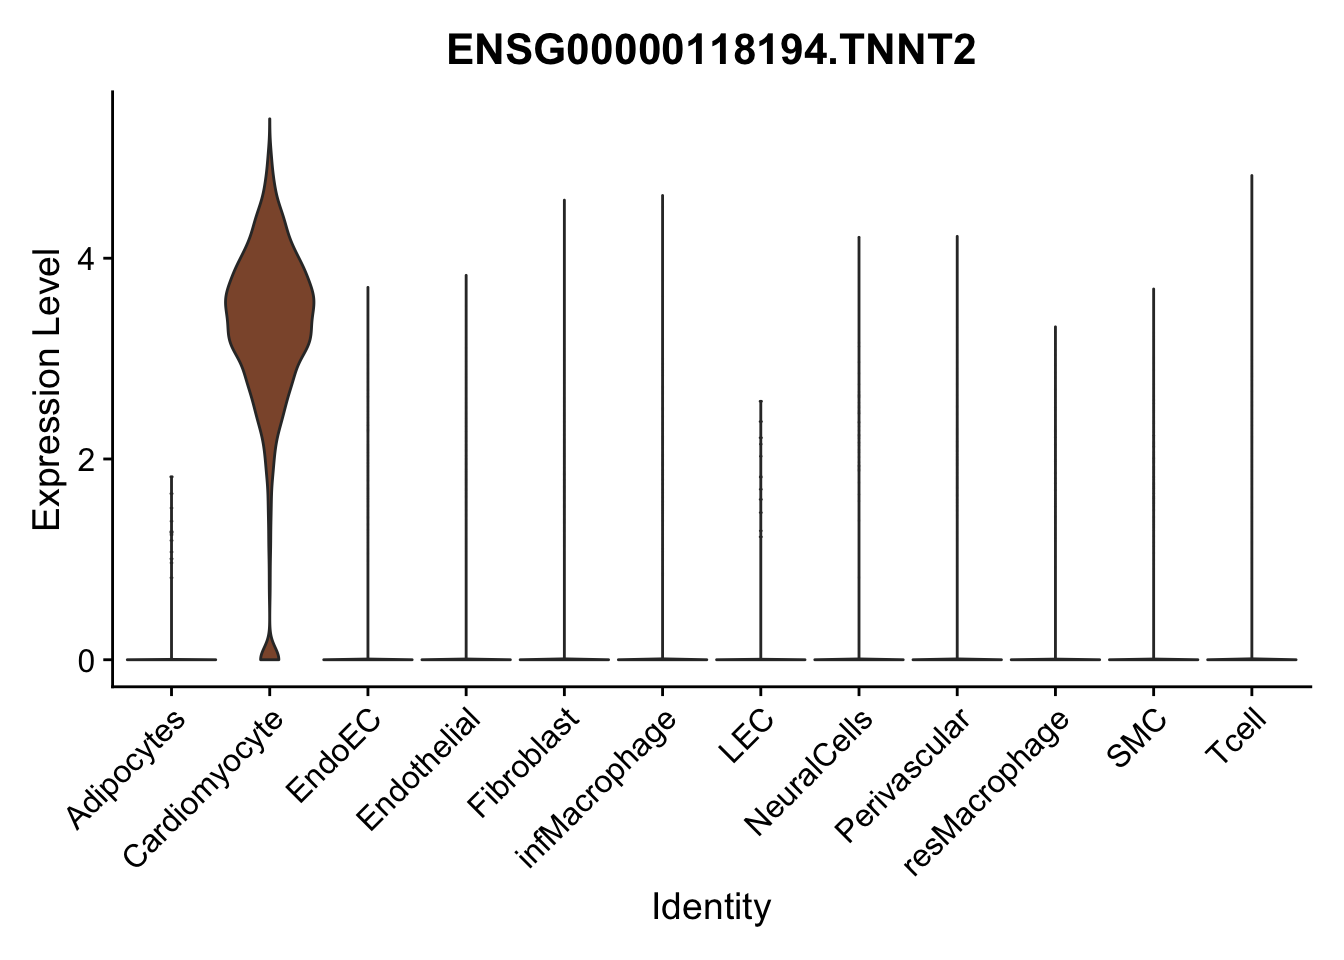 ENSG00000118194.TNNT2
Expression Level
4
2
0
Adipocytes
Cardiomyocyte
EndoEC
Endothelial
Fibroblast
infMacrophage
LEC
NeuralCells
Perivascular
resMacrophage
SMC
Tcell
Identity